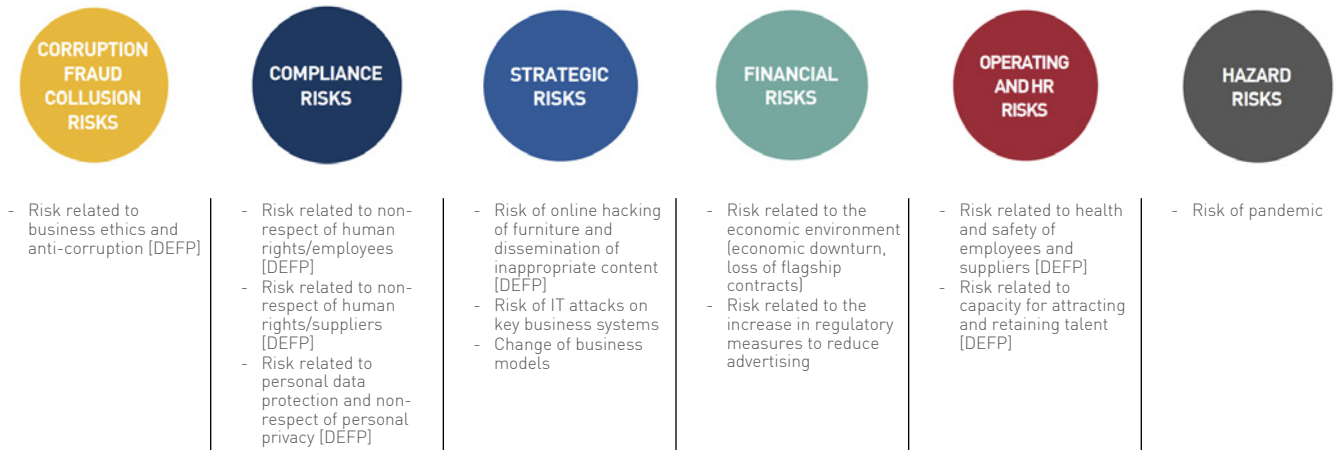 CORRUPTION
FRAUD
COLLUSION
RISKS
COMPLIANCE
RISKS
STRATEGIC
RISKS
FINANCIAL
RISKS
OPERATING
AND HR
RISKS
HAZARD
RISKS
- Risk related to
business ethics and
anti-corruption [DEFP]
- Risk related to non-
respect of human
rights/employees
[DEFP]
- Risk related to non-
respect of human
rights/suppliers
[DEFP]
- Risk related to
personal data
protection and non-
respect of personal
privacy [DEFP]
- Risk of online hacking
of furniture and
dissemination of
inappropriate content
[DEFP]
- Risk of IT attacks on
key business systems
- Change of business
models
- Risk related to the
economic environment
(economic downturn,
loss of flagship
contracts)
- Risk related to the
increase in regulatory
measures to reduce
advertising
- Risk related to health
and safety of
employees and
suppliers [DEFP]
- Risk related to
capacity for attracting
and retaining talent
[DEFP]
- Risk of pandemic